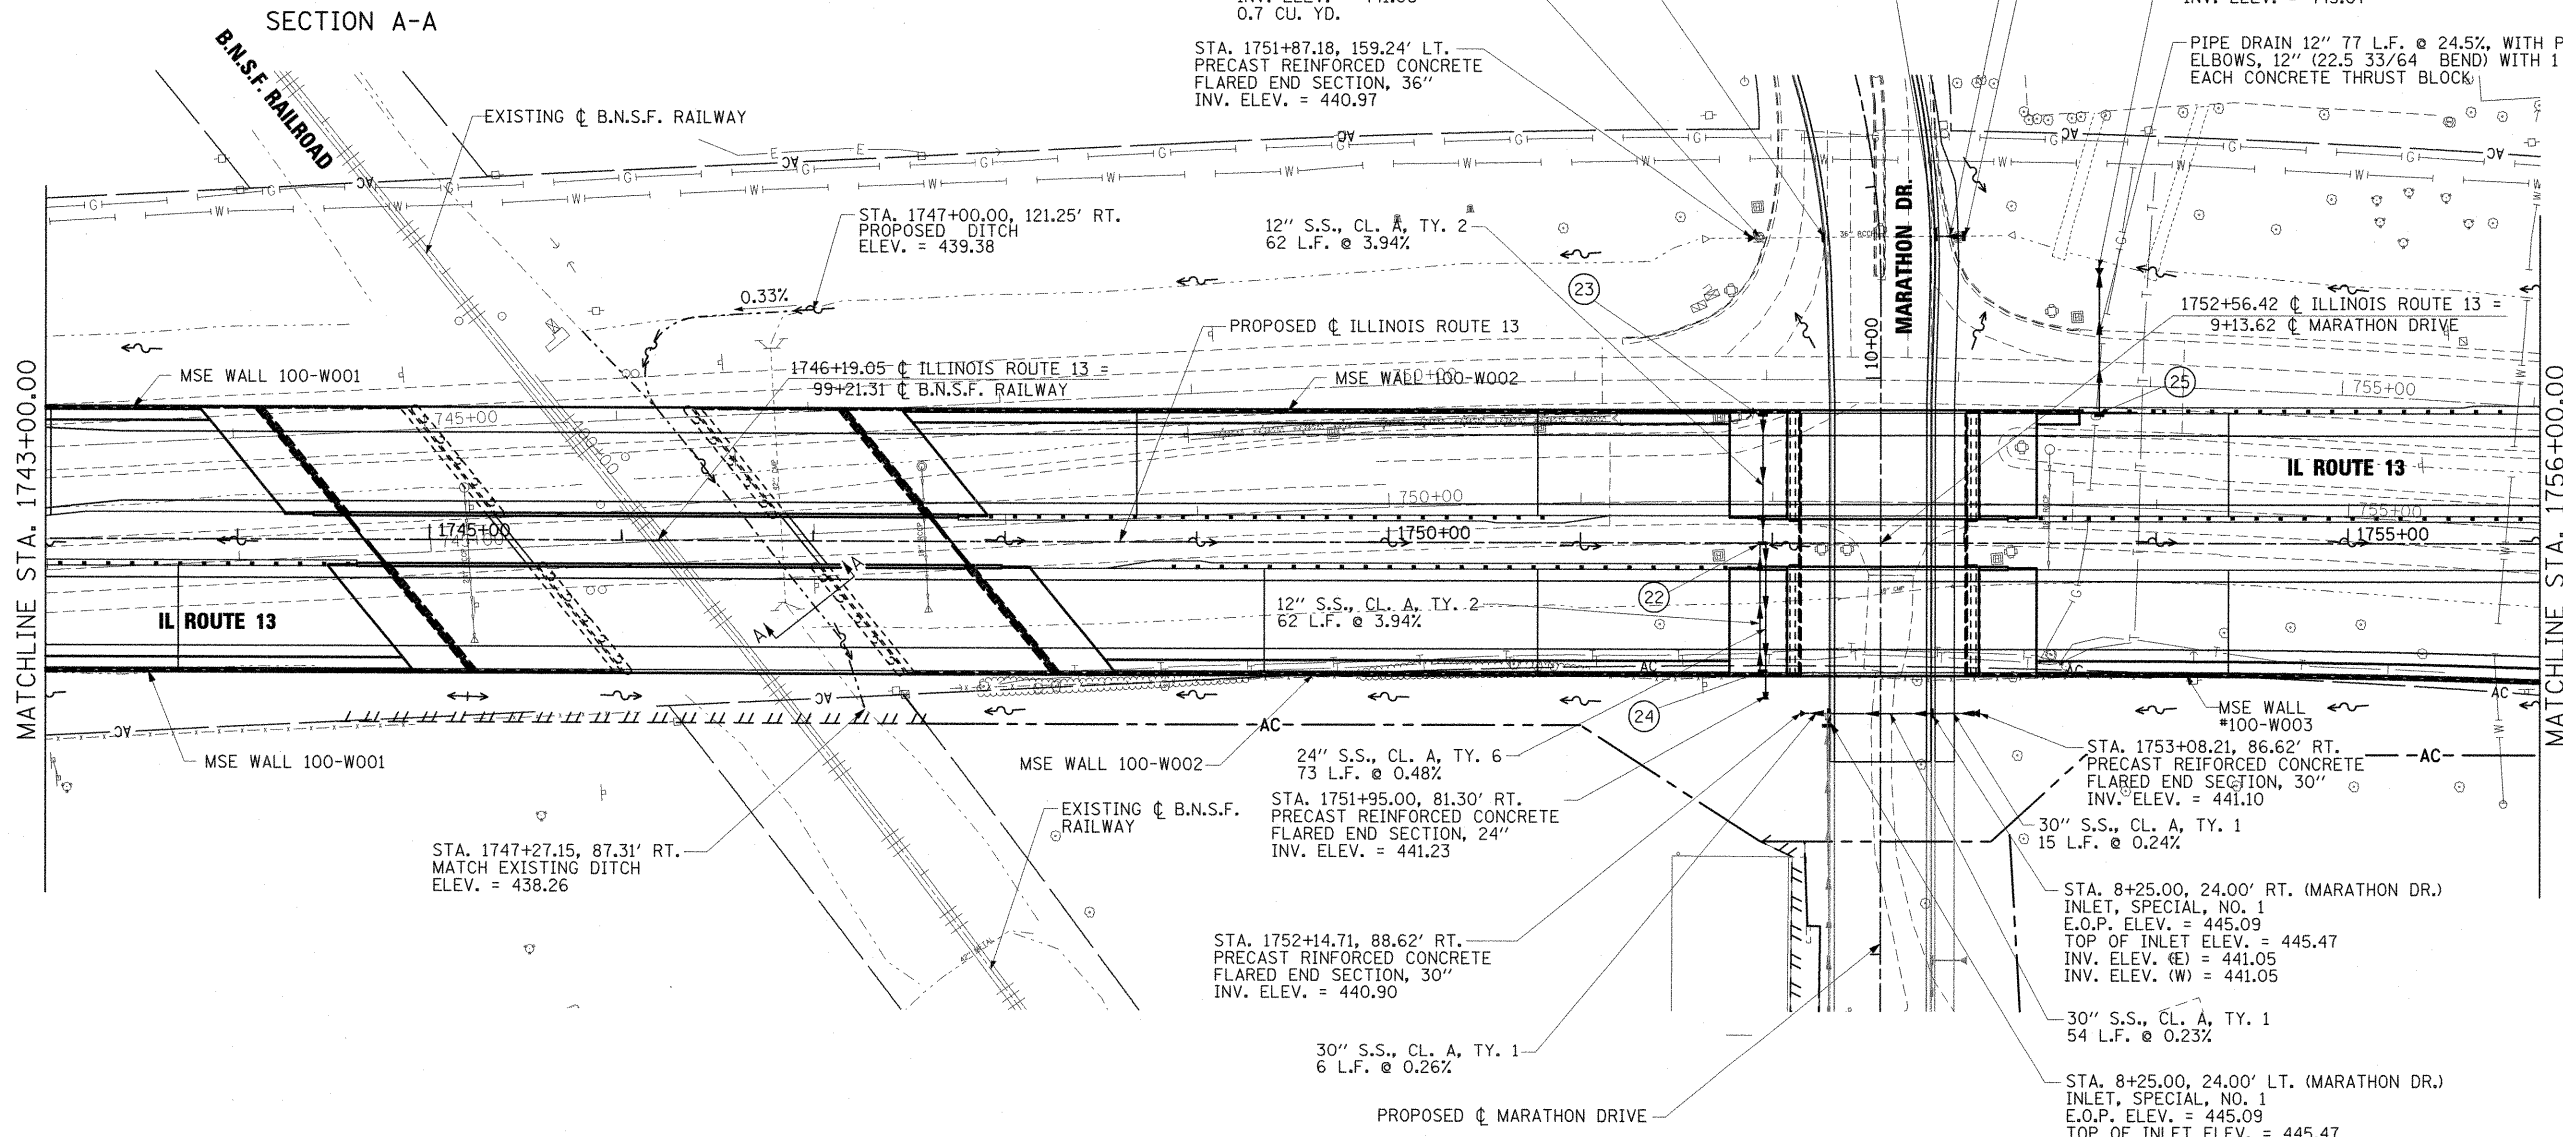 SECTION A-A
B.N.S.F. RAILROAD
EXISTING ℄ B.N.S.F. RAILWAY
0.7 CU. YD.
STA. 1751+87.18, 159.24' LT.
PRECAST REINFORCED CONCRETE
FLARED END SECTION, 36"
INV. ELEV. = 440.97
PIPE DRAIN 12" 77 L.F. @ 24.5%, WITH P
ELBOWS, 12" (22.5 33/64 BEND) WITH 1
EACH CONCRETE THRUST BLOCK
STA. 1747+00.00, 121.25' RT.
PROPOSED DITCH
ELEV. = 439.38
12" S.S., CL. A, TY. 2
62 L.F. @ 3.94%
23
MARATHON DR.
10+00
0.33%
PROPOSED ℄ ILLINOIS ROUTE 13
1752+56.42 ℄ ILLINOIS ROUTE 13 =
9+13.62 ℄ MARATHON DRIVE
MSE WALL 100-W001
1746+19.05 ℄ ILLINOIS ROUTE 13 =
99+21.31 ℄ B.N.S.F. RAILWAY
MSE WALL 100-W002
25
755+00
745+00
IL ROUTE 13
750+00
755+00
1745+00
1750+00
1755+00
MATCHLINE STA. 1743+00.00
MATCHLINE STA. 1756+00.00
A
A
IL ROUTE 13
12" S.S., CL. A, TY. 2
62 L.F. @ 3.94%
22
24
AC
MSE WALL 100-W001
MSE WALL 100-W002
24" S.S., CL. A, TY. 6
73 L.F. @ 0.48%
STA. 1751+95.00, 81.30' RT.
PRECAST REINFORCED CONCRETE
FLARED END SECTION, 24"
INV. ELEV. = 441.23
MSE WALL
#100-W003
STA. 1753+08.21, 86.62' RT.
PRECAST REIFORCED CONCRETE
FLARED END SECTION, 30"
INV. ELEV. = 441.10
AC
30" S.S., CL. A, TY. 1
15 L.F. @ 0.24%
EXISTING ℄ B.N.S.F.
RAILWAY
STA. 1747+27.15, 87.31' RT.
MATCH EXISTING DITCH
ELEV. = 438.26
STA. 8+25.00, 24.00' RT. (MARATHON DR.)
INLET, SPECIAL, NO. 1
E.O.P. ELEV. = 445.09
TOP OF INLET ELEV. = 445.47
INV. ELEV. (E) = 441.05
INV. ELEV. (W) = 441.05
STA. 1752+14.71, 88.62' RT.
PRECAST RINFORCED CONCRETE
FLARED END SECTION, 30"
INV. ELEV. = 440.90
30" S.S., CL. A, TY. 1
54 L.F. @ 0.23%
30" S.S., CL. A, TY. 1
6 L.F. @ 0.26%
STA. 8+25.00, 24.00' LT. (MARATHON DR.)
INLET, SPECIAL, NO. 1
E.O.P. ELEV. = 445.09
TOP OF INLET ELEV. = 445.47
PROPOSED ℄ MARATHON DRIVE